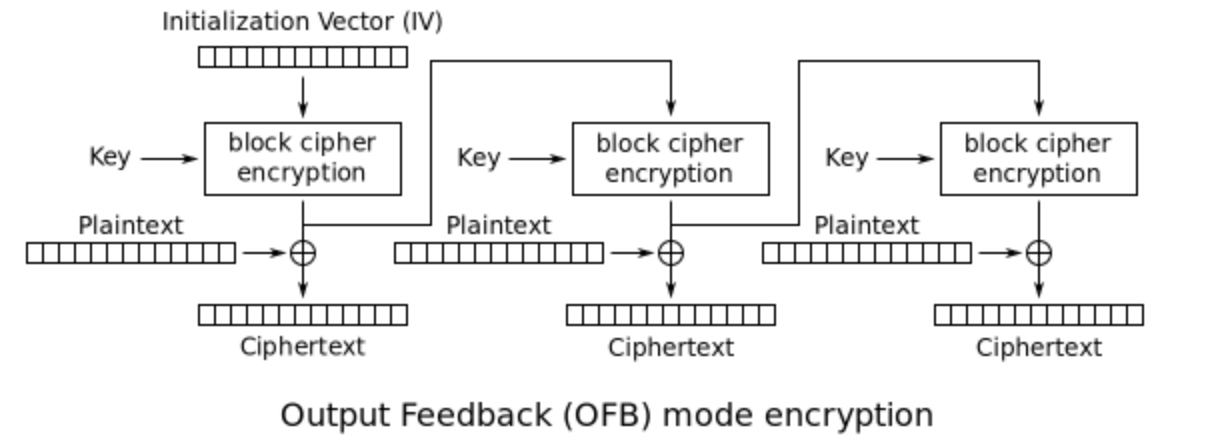 Initialization Vector (IV)
block cipher
encryption
block cipher
encryption
block cipher
encryption
Key
Key
Key
Plaintext
Plaintext
Plaintext
Ciphertext
Ciphertext
Ciphertext
Output Feedback (OFB) mode encryption